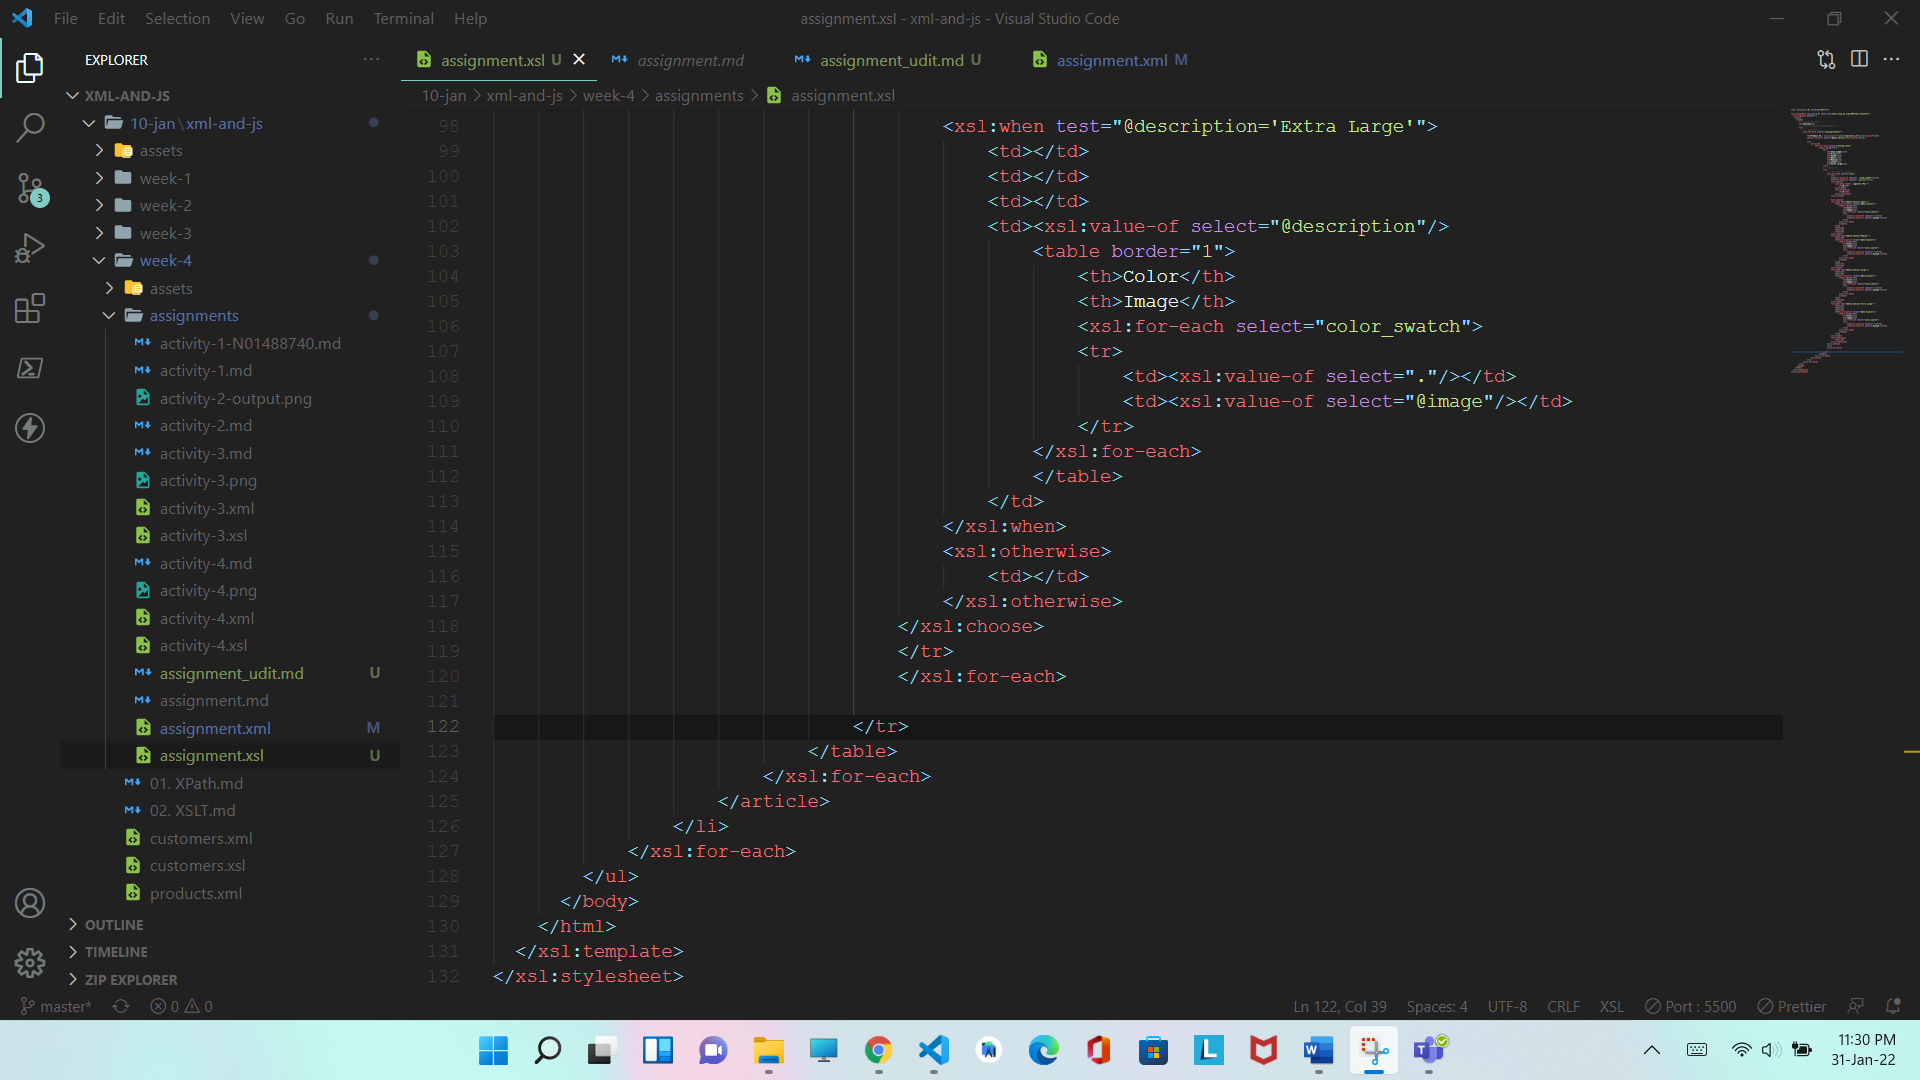 File Edit Selection View Go Run Terminal Help
assignment.xsl - xml-and-js - Visual Studio Code
EXPLORER
assignment.xsl U
assignment.md
assignment_udit.md U
assignment.xml M
10-jan > xml-and-js > week-4 > assignments > assignment.xsl
XML-AND-JS
10-jan\xml-and-js
assets
week-1
week-2
week-3
week-4
assets
assignments
activity-1-N01488740.md
activity-1.md
activity-2-output.png
activity-2.md
activity-3.md
activity-3.png
activity-3.xml
activity-3.xsl
activity-4.md
activity-4.png
activity-4.xml
activity-4.xsl
assignment_udit.md U
assignment.md
assignment.xml M
assignment.xsl U
01. XPath.md
02. XSLT.md
customers.xml
customers.xsl
products.xml
OUTLINE
TIMELINE
ZIP EXPLORER
3
98 <xsl:when test="@description='Extra Large'">
99 <td></td>
100 <td></td>
101 <td></td>
102 <td><xsl:value-of select="@description"/>
103 <table border="1">
104 <th>Color</th>
105 <th>Image</th>
106 <xsl:for-each select="color_swatch">
107 <tr>
108 <td><xsl:value-of select="."/></td>
109 <td><xsl:value-of select="@image"/></td>
110 </tr>
111 </xsl:for-each>
112 </table>
113 </td>
114 </xsl:when>
115 <xsl:otherwise>
116 <td></td>
117 </xsl:otherwise>
118 </xsl:choose>
119 </tr>
120 </xsl:for-each>
121
122 </tr>
123 </table>
124 </xsl:for-each>
125 </article>
126 </li>
127 </xsl:for-each>
128 </ul>
129 </body>
130 </html>
131 </xsl:template>
132 </xsl:stylesheet>
master* 0 0
Ln 122, Col 39 Spaces: 4 UTF-8 CRLF XSL Port : 5500 Prettier
11:30 PM
31-Jan-22